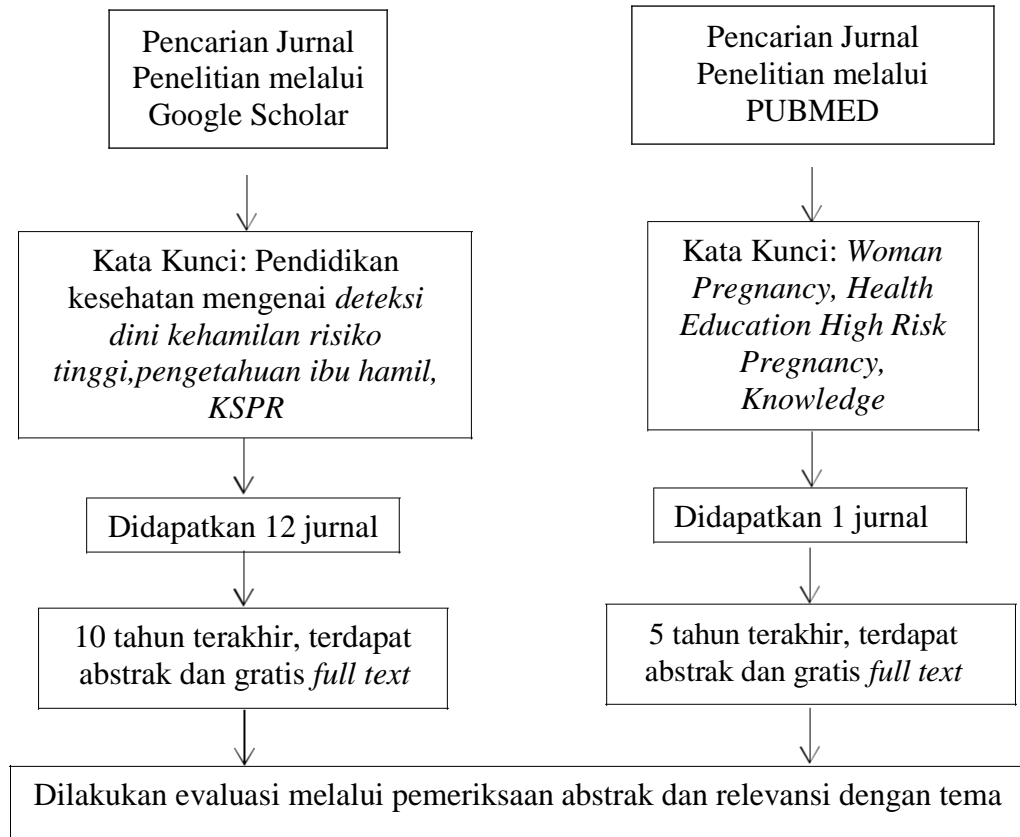 Pencarian Jurnal
Penelitian melalui
Google Scholar
Pencarian Jurnal
Penelitian melalui
PUBMED
Kata Kunci: Pendidikan
kesehatan mengenai deteksi
dini kehamilan risiko
tinggi,pengetahuan ibu hamil,
KSPR
Kata Kunci: Woman
Pregnancy, Health
Education High Risk
Pregnancy,
Knowledge
Didapatkan 12 jurnal
Didapatkan 1 jurnal
10 tahun terakhir, terdapat
abstrak dan gratis full text
5 tahun terakhir, terdapat
abstrak dan gratis full text
Dilakukan evaluasi melalui pemeriksaan abstrak dan relevansi dengan tema